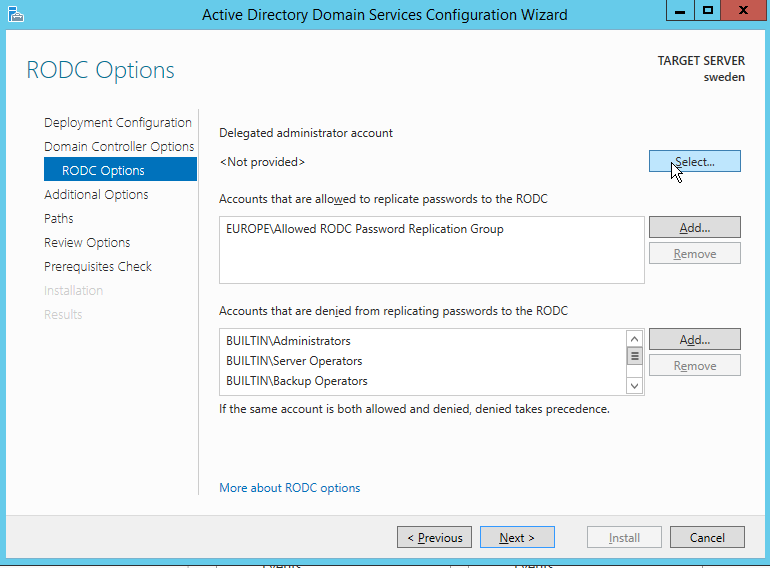 Active Directory Domain Services Configuration Wizard
RODC Options
TARGET SERVER
sweden
Deployment Configuration
Domain Controller Options
RODC Options
Additional Options
Paths
Review Options
Prerequisites Check
Installation
Results
Delegated administrator account
<Not provided>
Select...
Accounts that are allowed to replicate passwords to the RODC
EUROPE\Allowed RODC Password Replication Group
Add...
Remove
Accounts that are denied from replicating passwords to the RODC
BUILTIN\Administrators
BUILTIN\Server Operators
BUILTIN\Backup Operators
Add...
Remove
If the same account is both allowed and denied, denied takes precedence.
More about RODC options
< Previous
Next >
Install
Cancel